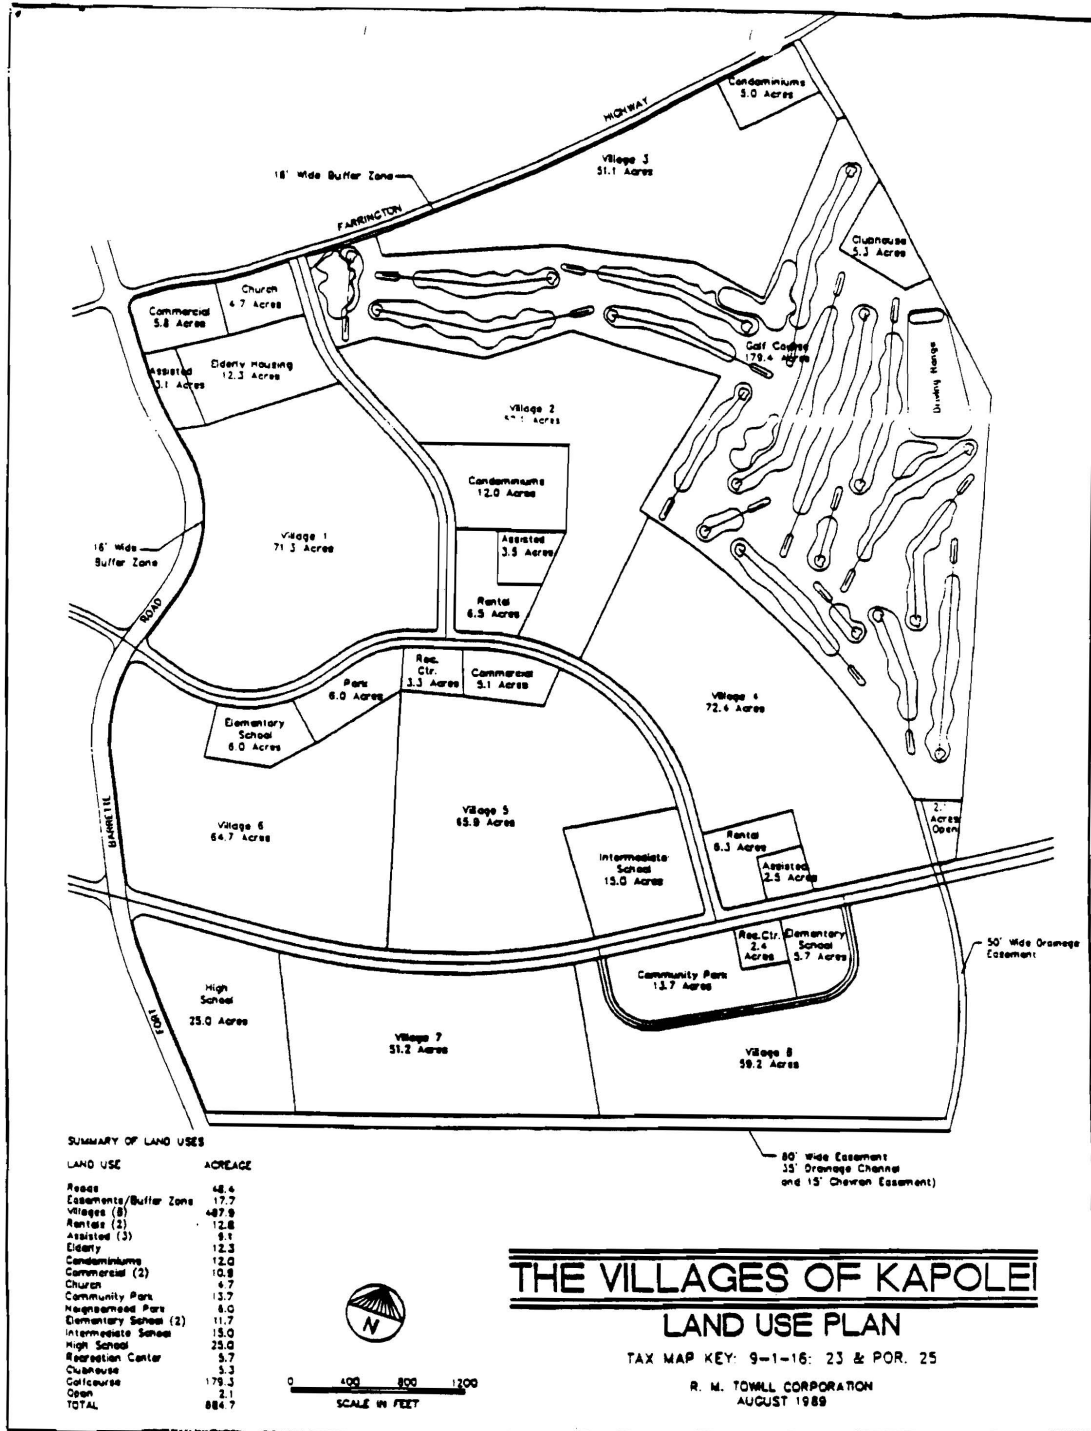 Condominiums
5.0 Acres
HIGHWAY
Village 3
51.1 Acres
16' Wide Buffer Zone
FARRINGTON
Clubhouse
5.3 Acres
Church
4.7 Acres
Commercial
5.8 Acres
Golf Course
179.4 Acres
Assisted
3.1 Acres
Elderly Housing
12.3 Acres
Driving Range
Village 2
Acres
Condominiums
12.0 Acres
Village 1
71.3 Acres
Assisted
3.5 Acres
16' Wide
Buffer Zone
Rental
6.5 Acres
ROAD
Rec.
Ctr.
3.3 Acres
Commercial
5.1 Acres
Park
6.0 Acres
Village 4
72.4 Acres
Elementary
School
6.0 Acres
Village 5
65.9 Acres
Village 6
64.7 Acres
BARRETTE
Acres
Open
Rental
6.3 Acres
Intermediate
School
15.0 Acres
Assisted
2.5 Acres
Rec.Ctr.
2.4
Acres
Elementary
School
5.7 Acres
50' Wide Drainage
Easement
Community Park
13.7 Acres
High
School
25.0 Acres
FORT
Village 7
51.2 Acres
Village 8
59.2 Acres
80' Wide Easement
35' Drainage Channel
and 15' Chevron Easement)
SUMMARY OF LAND USES
LAND USE ACREAGE
Roads 48.4
Easements/Buffer Zone 17.7
Villages (8) 487.9
Rentals (2) 12.8
Assisted (3) 9.1
Elderly 12.3
Condominiums 12.0
Commercial (2) 10.9
Church 4.7
Community Park 13.7
Neighborhood Park 6.0
Elementary School (2) 11.7
Intermediate School 15.0
High School 25.0
Recreation Center 5.7
Clubhouse 5.3
Golfcourse 179.3
Open 2.1
TOTAL 884.7
N
0 400 800 1200
SCALE IN FEET
THE VILLAGES OF KAPOLEI
LAND USE PLAN
TAX MAP KEY: 9-1-16: 23 & POR. 25
R. M. TOWILL CORPORATION
AUGUST 1989